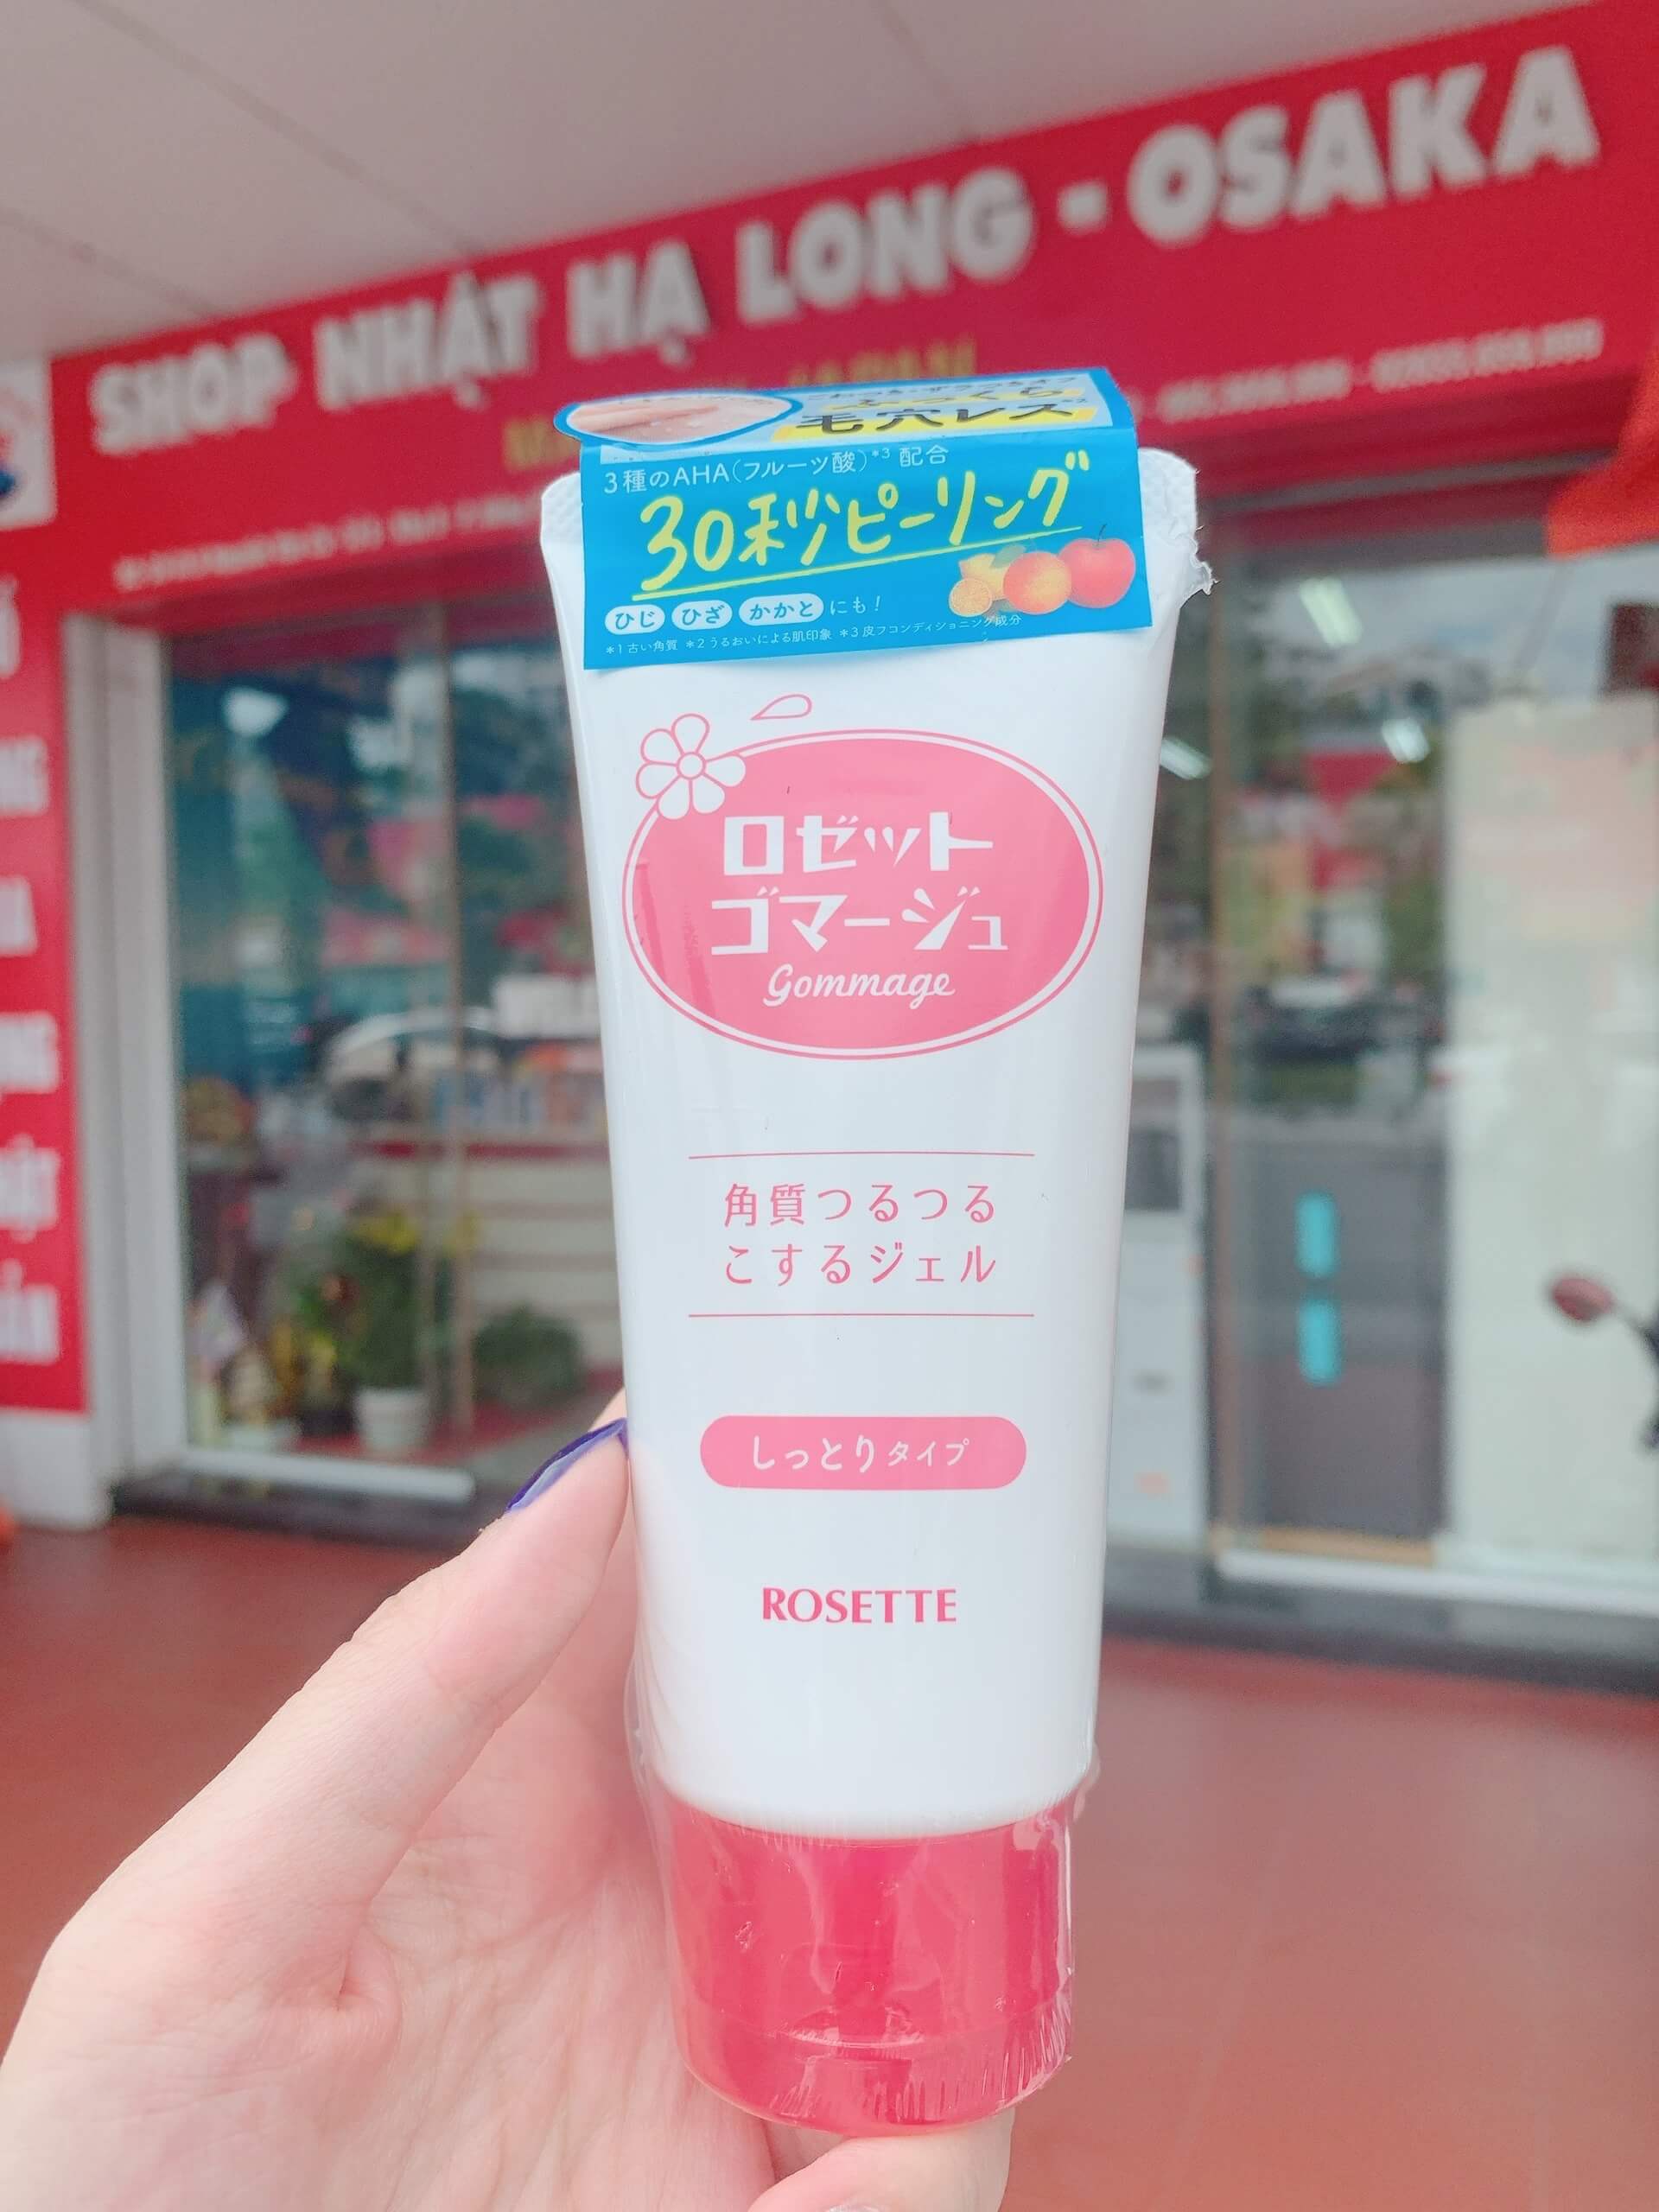 SHOP NHẬT HẠ LONG - OSAKA
毛穴レス
3種のAHA(フルーツ酸)*3 配合
30秒ピーリング
ひじ ひざ かかと にも!
*1古い角質 *2うるおいによる肌印象 *3皮フコンディショニング成分
ロゼット
ゴマージュ
Gommage
角質つるつる
こするジェル
しっとりタイプ
ROSETTE